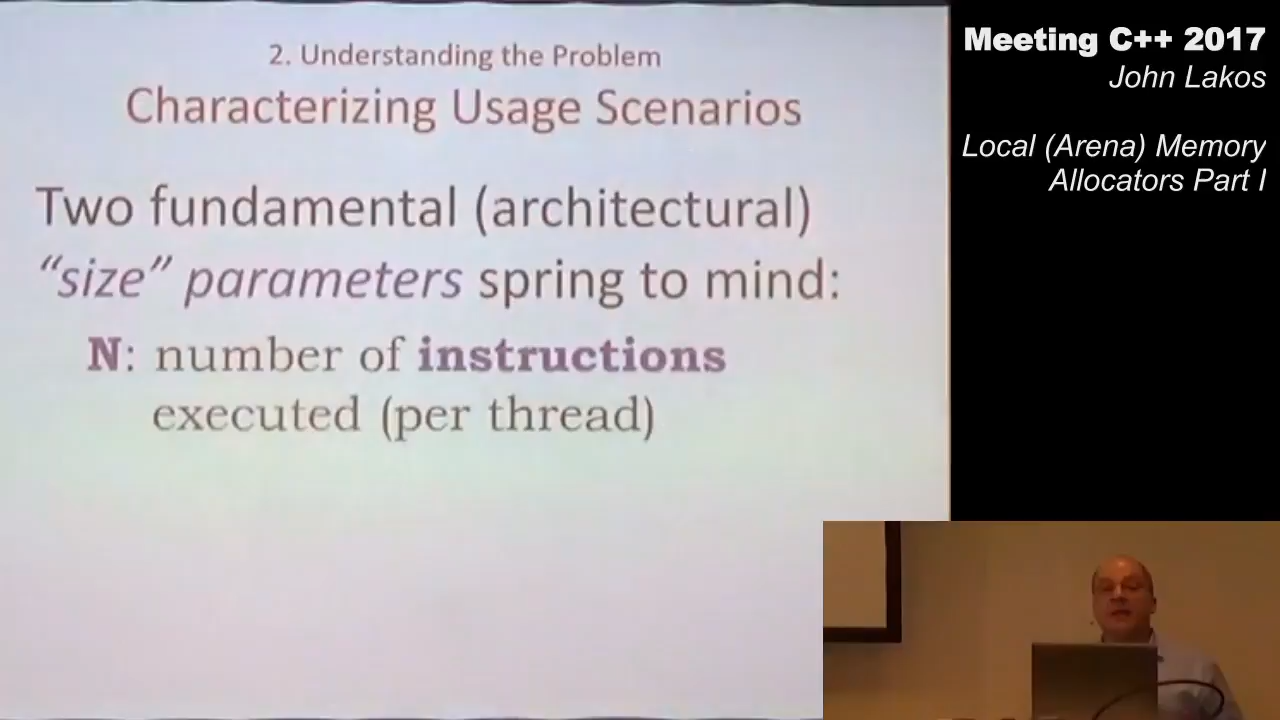 2. Understanding the Problem
Characterizing Usage Scenarios
Two fundamental (architectural)
“size” parameters spring to mind:
N: number of instructions
executed (per thread)
Meeting C++ 2017
John Lakos
Local (Arena) Memory
Allocators Part I